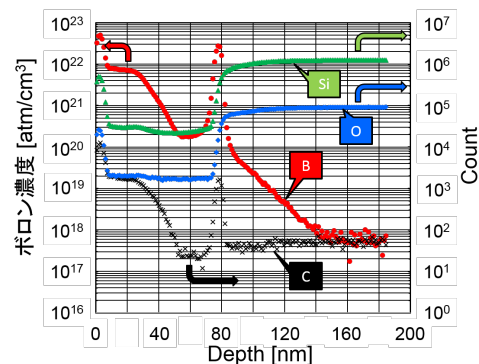 10²³
10²²
10²¹
10²⁰
10¹⁹
10¹⁸
10¹⁷
10¹⁶
ボロン濃度 [atm/cm³]
10⁷
10⁶
10⁵
10⁴
10³
10²
10¹
10⁰
Count
Si
O
B
C
0 40 80 120 160 200
Depth [nm]